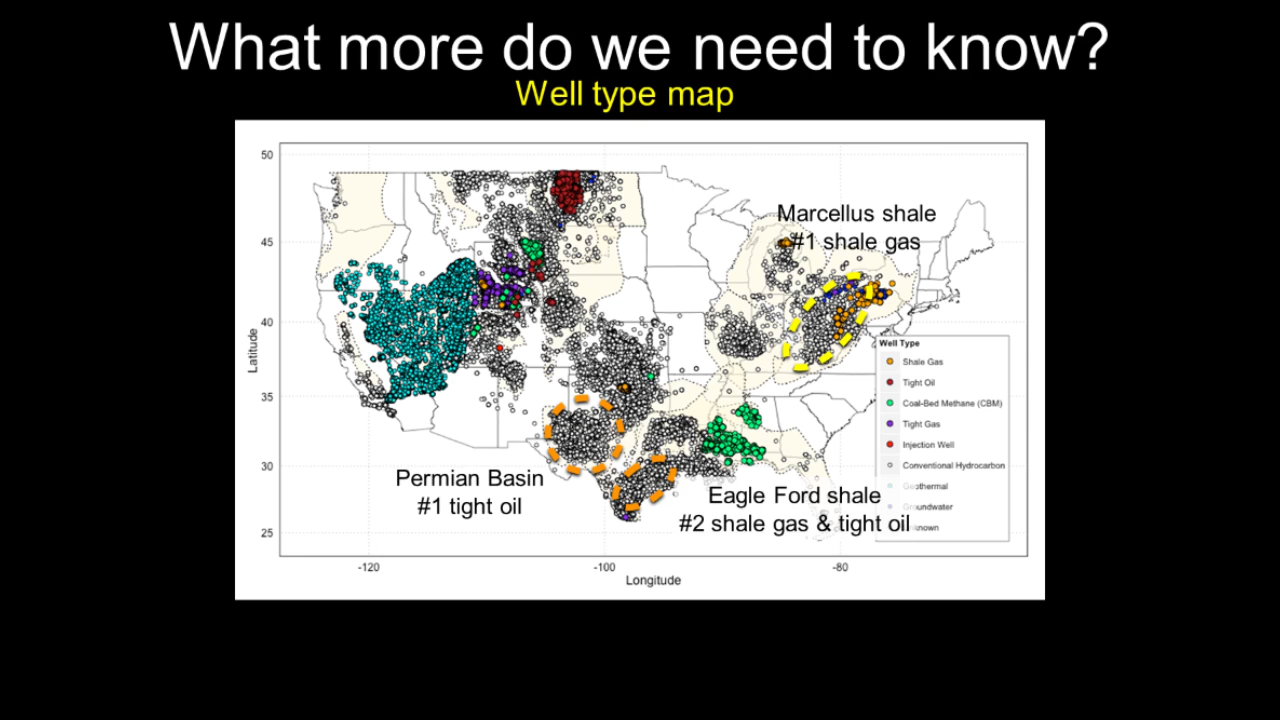 What more do we need to know?
Well type map
50
45
40
35
30
25
Latitude
-120
-100
-80
Longitude
Marcellus shale
#1 shale gas
Permian Basin
#1 tight oil
Eagle Ford shale
#2 shale gas & tight oil
Well Type
Shale Gas
Tight Oil
Coal-Bed Methane (CBM)
Tight Gas
Injection Well
Conventional Hydrocarbon
Geothermal
Groundwater